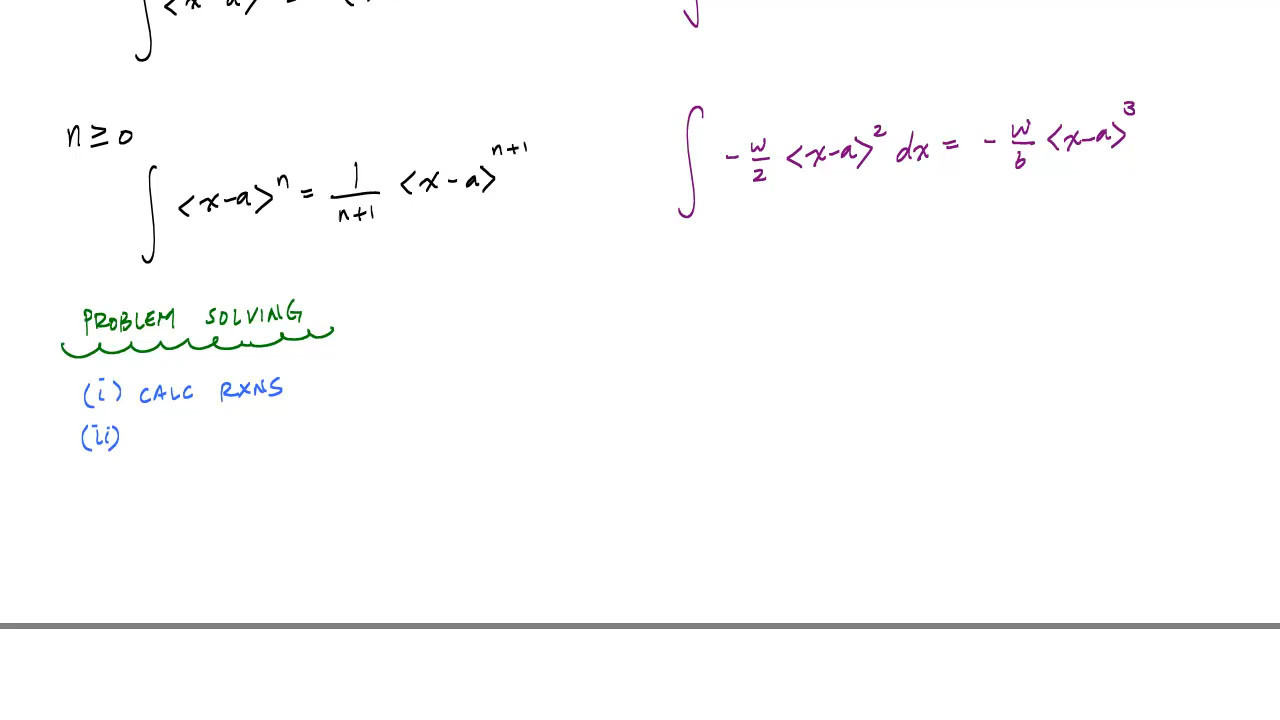 n ≥ 0
∫ <x-a>^n = 1/(n+1) <x-a>^(n+1)
∫ -w/2 <x-a>^2 dx = -w/6 <x-a>^3
PROBLEM SOLVING
(i) CALC RXNS
(ii)